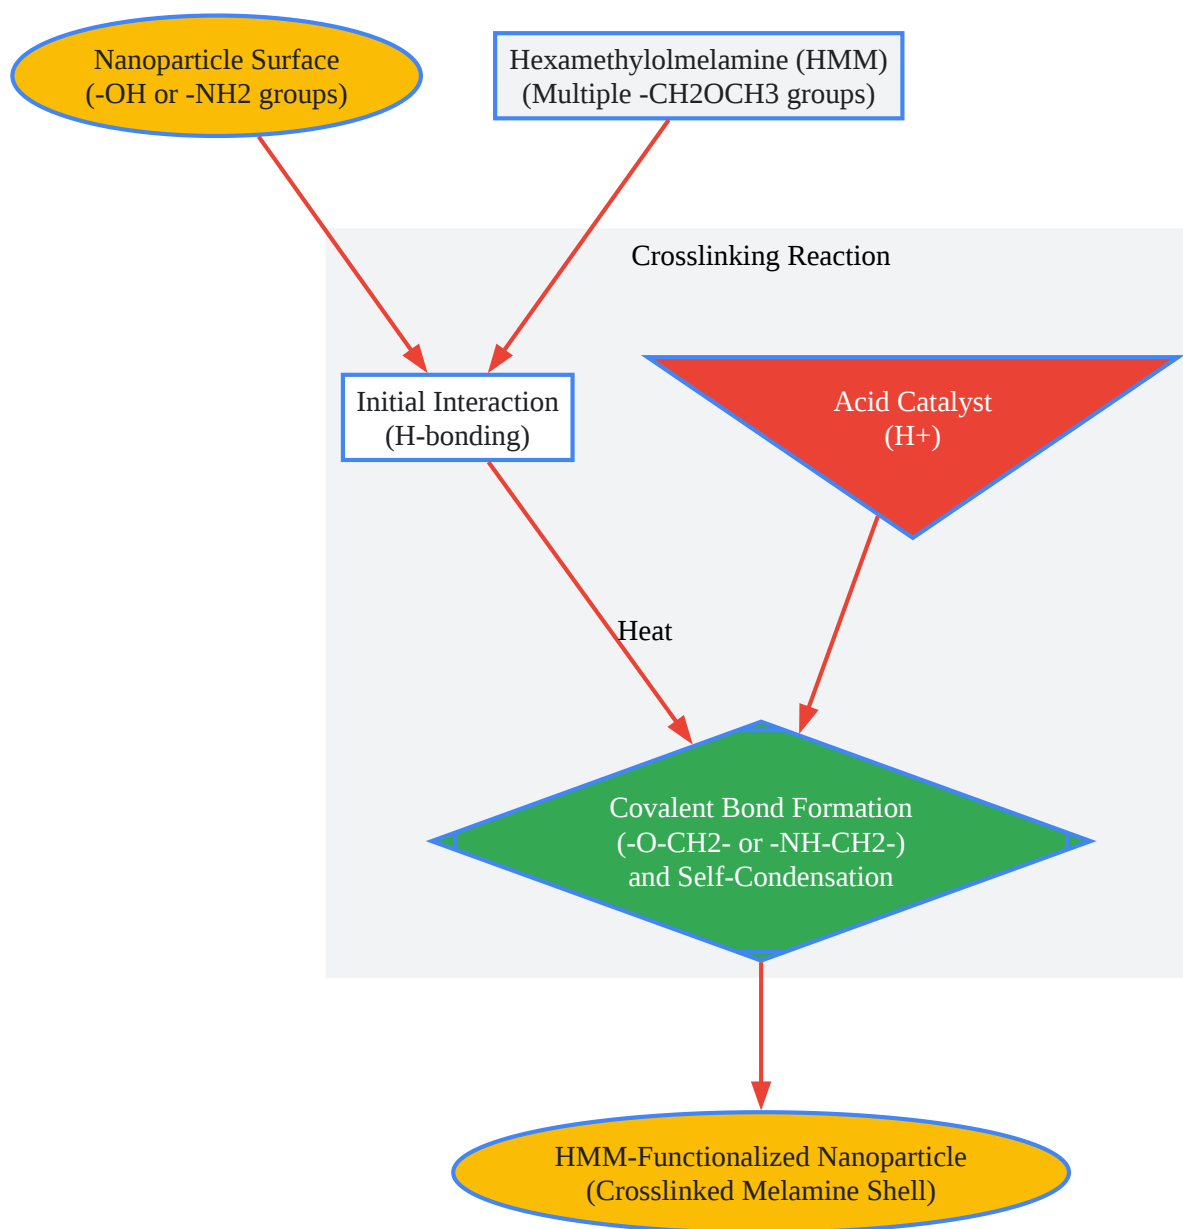 Nanoparticle Surface
(-OH or -NH2 groups)
Hexamethylolmelamine (HMM)
(Multiple -CH2OCH3 groups)
Crosslinking Reaction
Initial Interaction
(H-bonding)
Acid Catalyst
(H+)
Heat
Covalent Bond Formation
(-O-CH2- or -NH-CH2-)
and Self-Condensation
HMM-Functionalized Nanoparticle
(Crosslinked Melamine Shell)